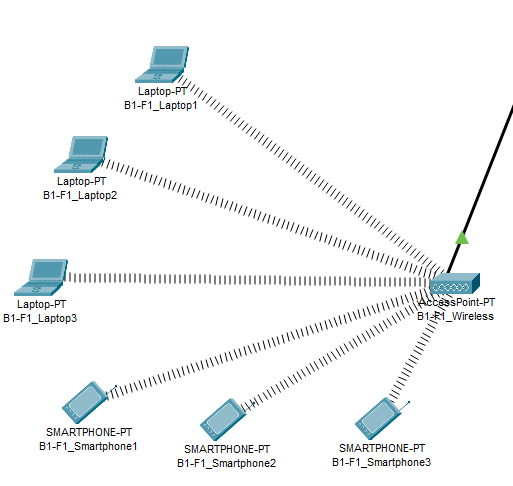 Laptop-PT
B1-F1_Laptop1
Laptop-PT
B1-F1_Laptop2
Laptop-PT
B1-F1_Laptop3
AccessPoint-PT
B1-F1_Wireless
SMARTPHONE-PT
B1-F1_Smartphone1
SMARTPHONE-PT
B1-F1_Smartphone2
SMARTPHONE-PT
B1-F1_Smartphone3